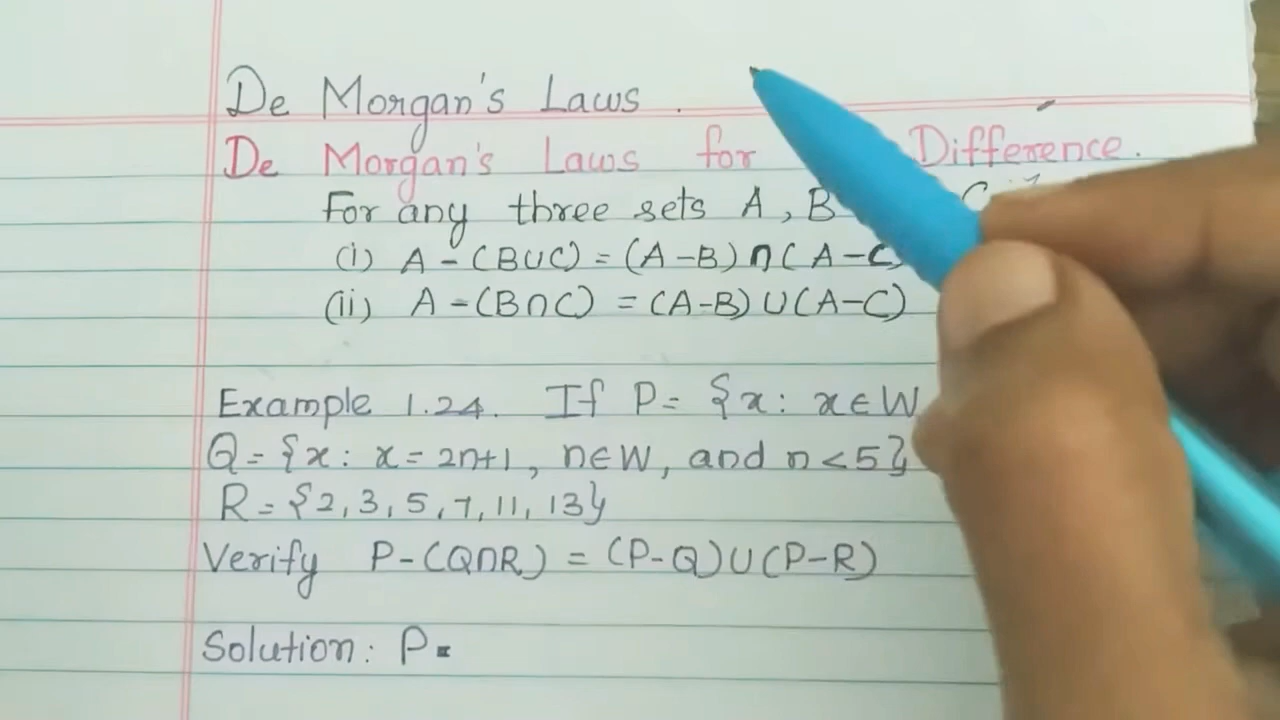 De Morgan's Laws.
De Morgan's Laws for Difference.
For any three sets A, B C
(i) A-(B∪C) = (A-B)∩(A-C
(ii) A-(B∩C) = (A-B)∪(A-C)
Example 1.24. If P= {x: x∈W
Q={x: x=2n+1, n∈W, and n<5}
R={2,3,5,7,11,13}
Verify P-(Q∩R) = (P-Q)∪(P-R)
Solution: P=